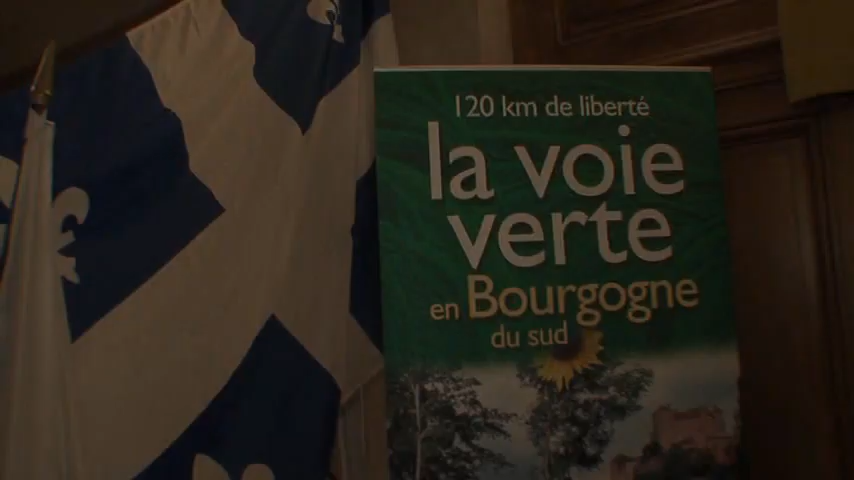 120 km de liberté
la voie
verte
en Bourgogne
du sud